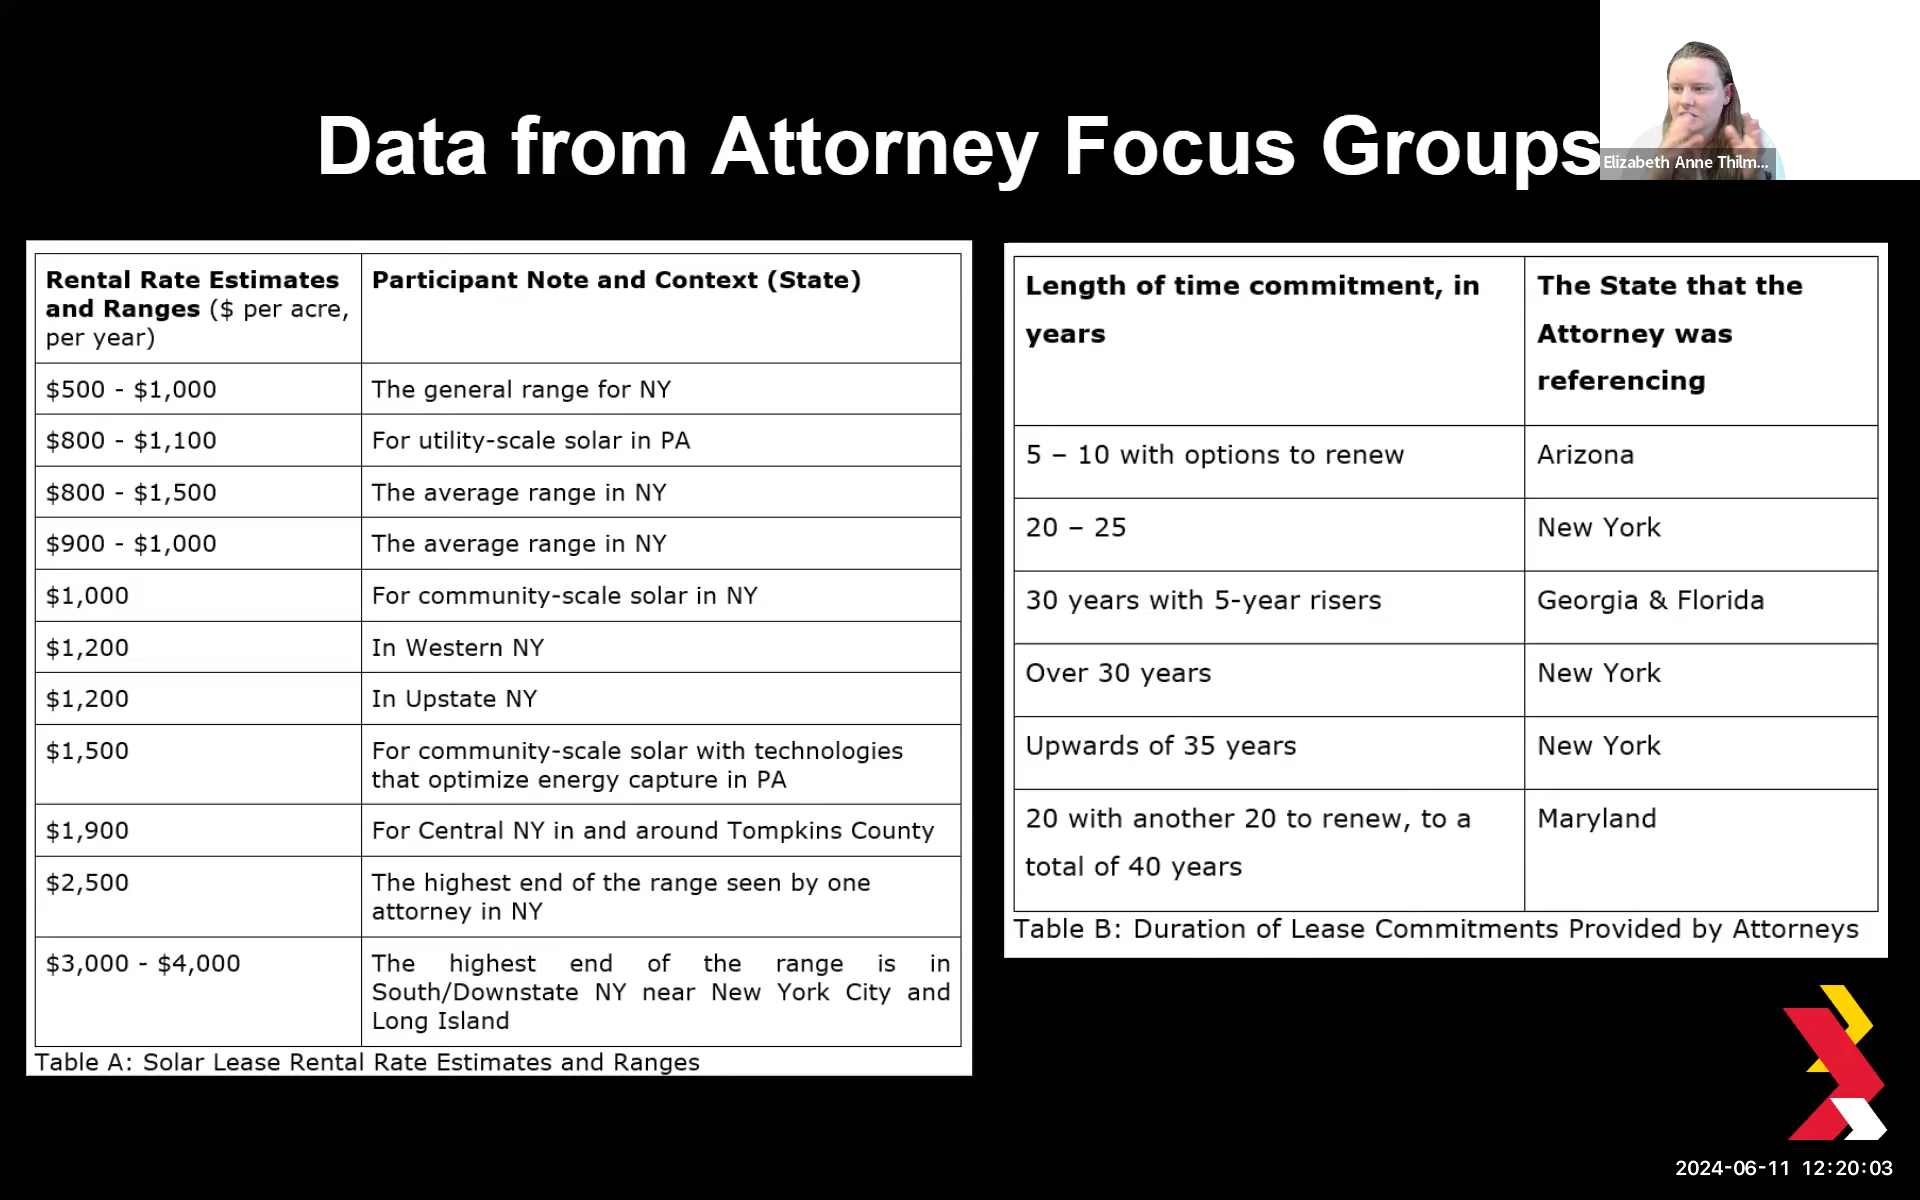 Data from Attorney Focus Groups
Elizabeth Anne Thilm...
Rental Rate Estimates
and Ranges ($ per acre,
per year)
Participant Note and Context (State)
$500 - $1,000
The general range for NY
$800 - $1,100
For utility-scale solar in PA
$800 - $1,500
The average range in NY
$900 - $1,000
The average range in NY
$1,000
For community-scale solar in NY
$1,200
In Western NY
$1,200
In Upstate NY
$1,500
For community-scale solar with technologies
that optimize energy capture in PA
$1,900
For Central NY in and around Tompkins County
$2,500
The highest end of the range seen by one
attorney in NY
$3,000 - $4,000
The highest end of the range is in
South/Downstate NY near New York City and
Long Island
Table A: Solar Lease Rental Rate Estimates and Ranges
Length of time commitment, in
years
The State that the
Attorney was
referencing
5 – 10 with options to renew
Arizona
20 – 25
New York
30 years with 5-year risers
Georgia & Florida
Over 30 years
New York
Upwards of 35 years
New York
20 with another 20 to renew, to a
total of 40 years
Maryland
Table B: Duration of Lease Commitments Provided by Attorneys
2024-06-11 12:20:03